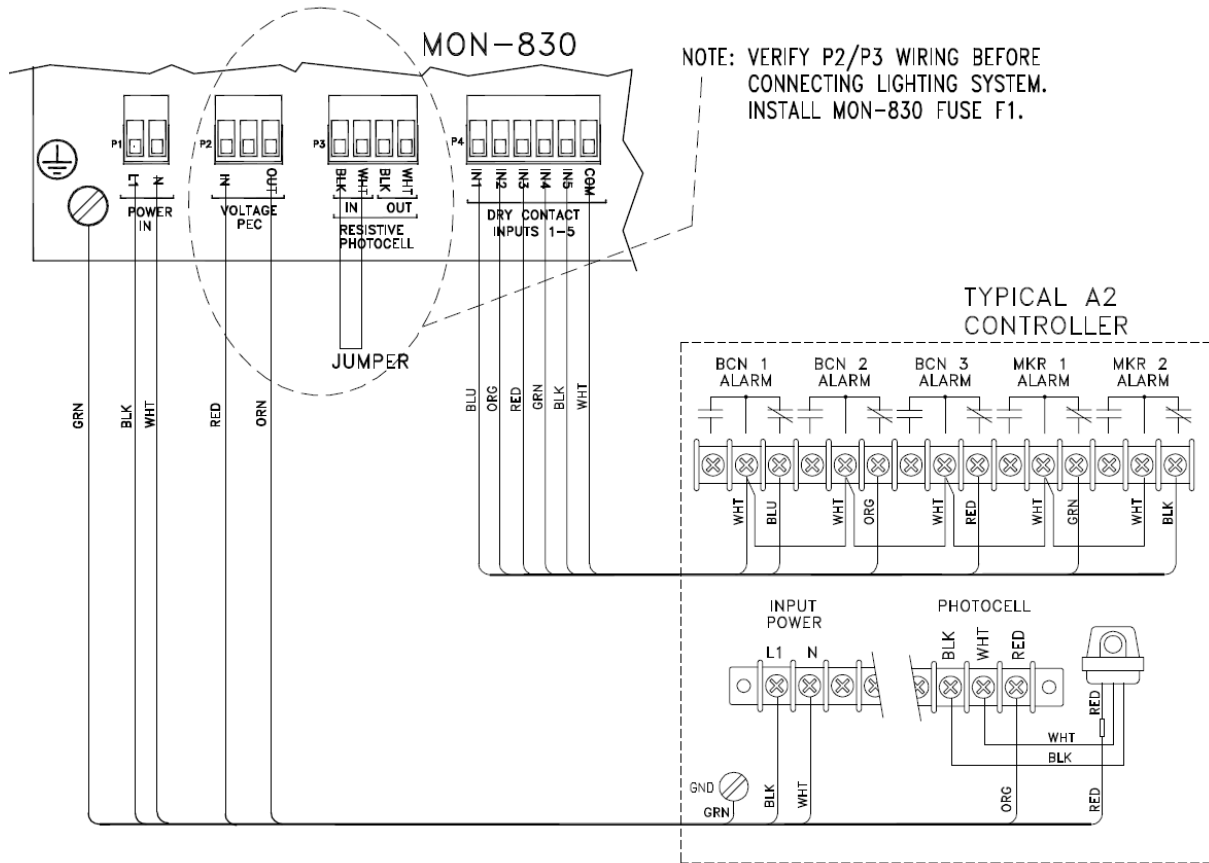 MON-830
NOTE: VERIFY P2/P3 WIRING BEFORE
CONNECTING LIGHTING SYSTEM.
INSTALL MON-830 FUSE F1.
P1
P2
P3
P4
L1
N
IN
OUT
BLK
WHT
BLK
WHT
IN1
IN2
IN3
IN4
IN5
COM
POWER
IN
VOLTAGE
PEC
IN
OUT
RESISTIVE
PHOTOCELL
DRY CONTACT
INPUTS 1-5
JUMPER
GRN
BLK
WHT
RED
ORN
BLU
ORG
RED
GRN
BLK
WHT
TYPICAL A2
CONTROLLER
BCN 1
ALARM
BCN 2
ALARM
BCN 3
ALARM
MKR 1
ALARM
MKR 2
ALARM
WHT
BLU
WHT
ORG
WHT
RED
WHT
GRN
WHT
BLK
INPUT
POWER
L1
N
PHOTOCELL
BLK
WHT
RED
RED
WHT
BLK
GND
GRN
BLK
WHT
ORG
RED